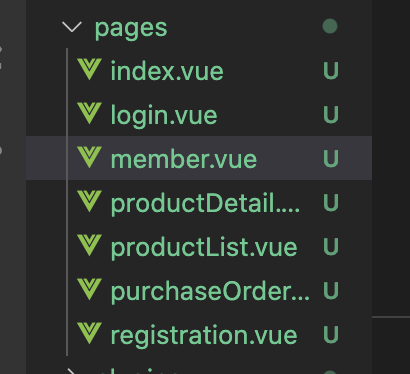 pages
index.vue U
login.vue U
member.vue U
productDetail.... U
productList.vue U
purchaseOrder... U
registration.vue U